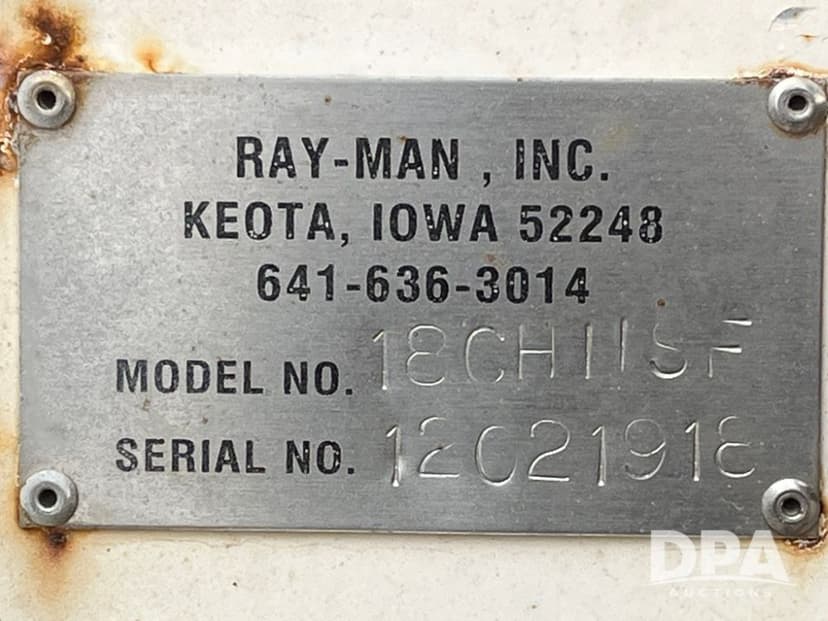 RAY-MAN , INC.
KEOTA, IOWA 52248
641-636-3014
MODEL NO. 18CH11SF
SERIAL NO. 12021918
DPA
AUCTIONS